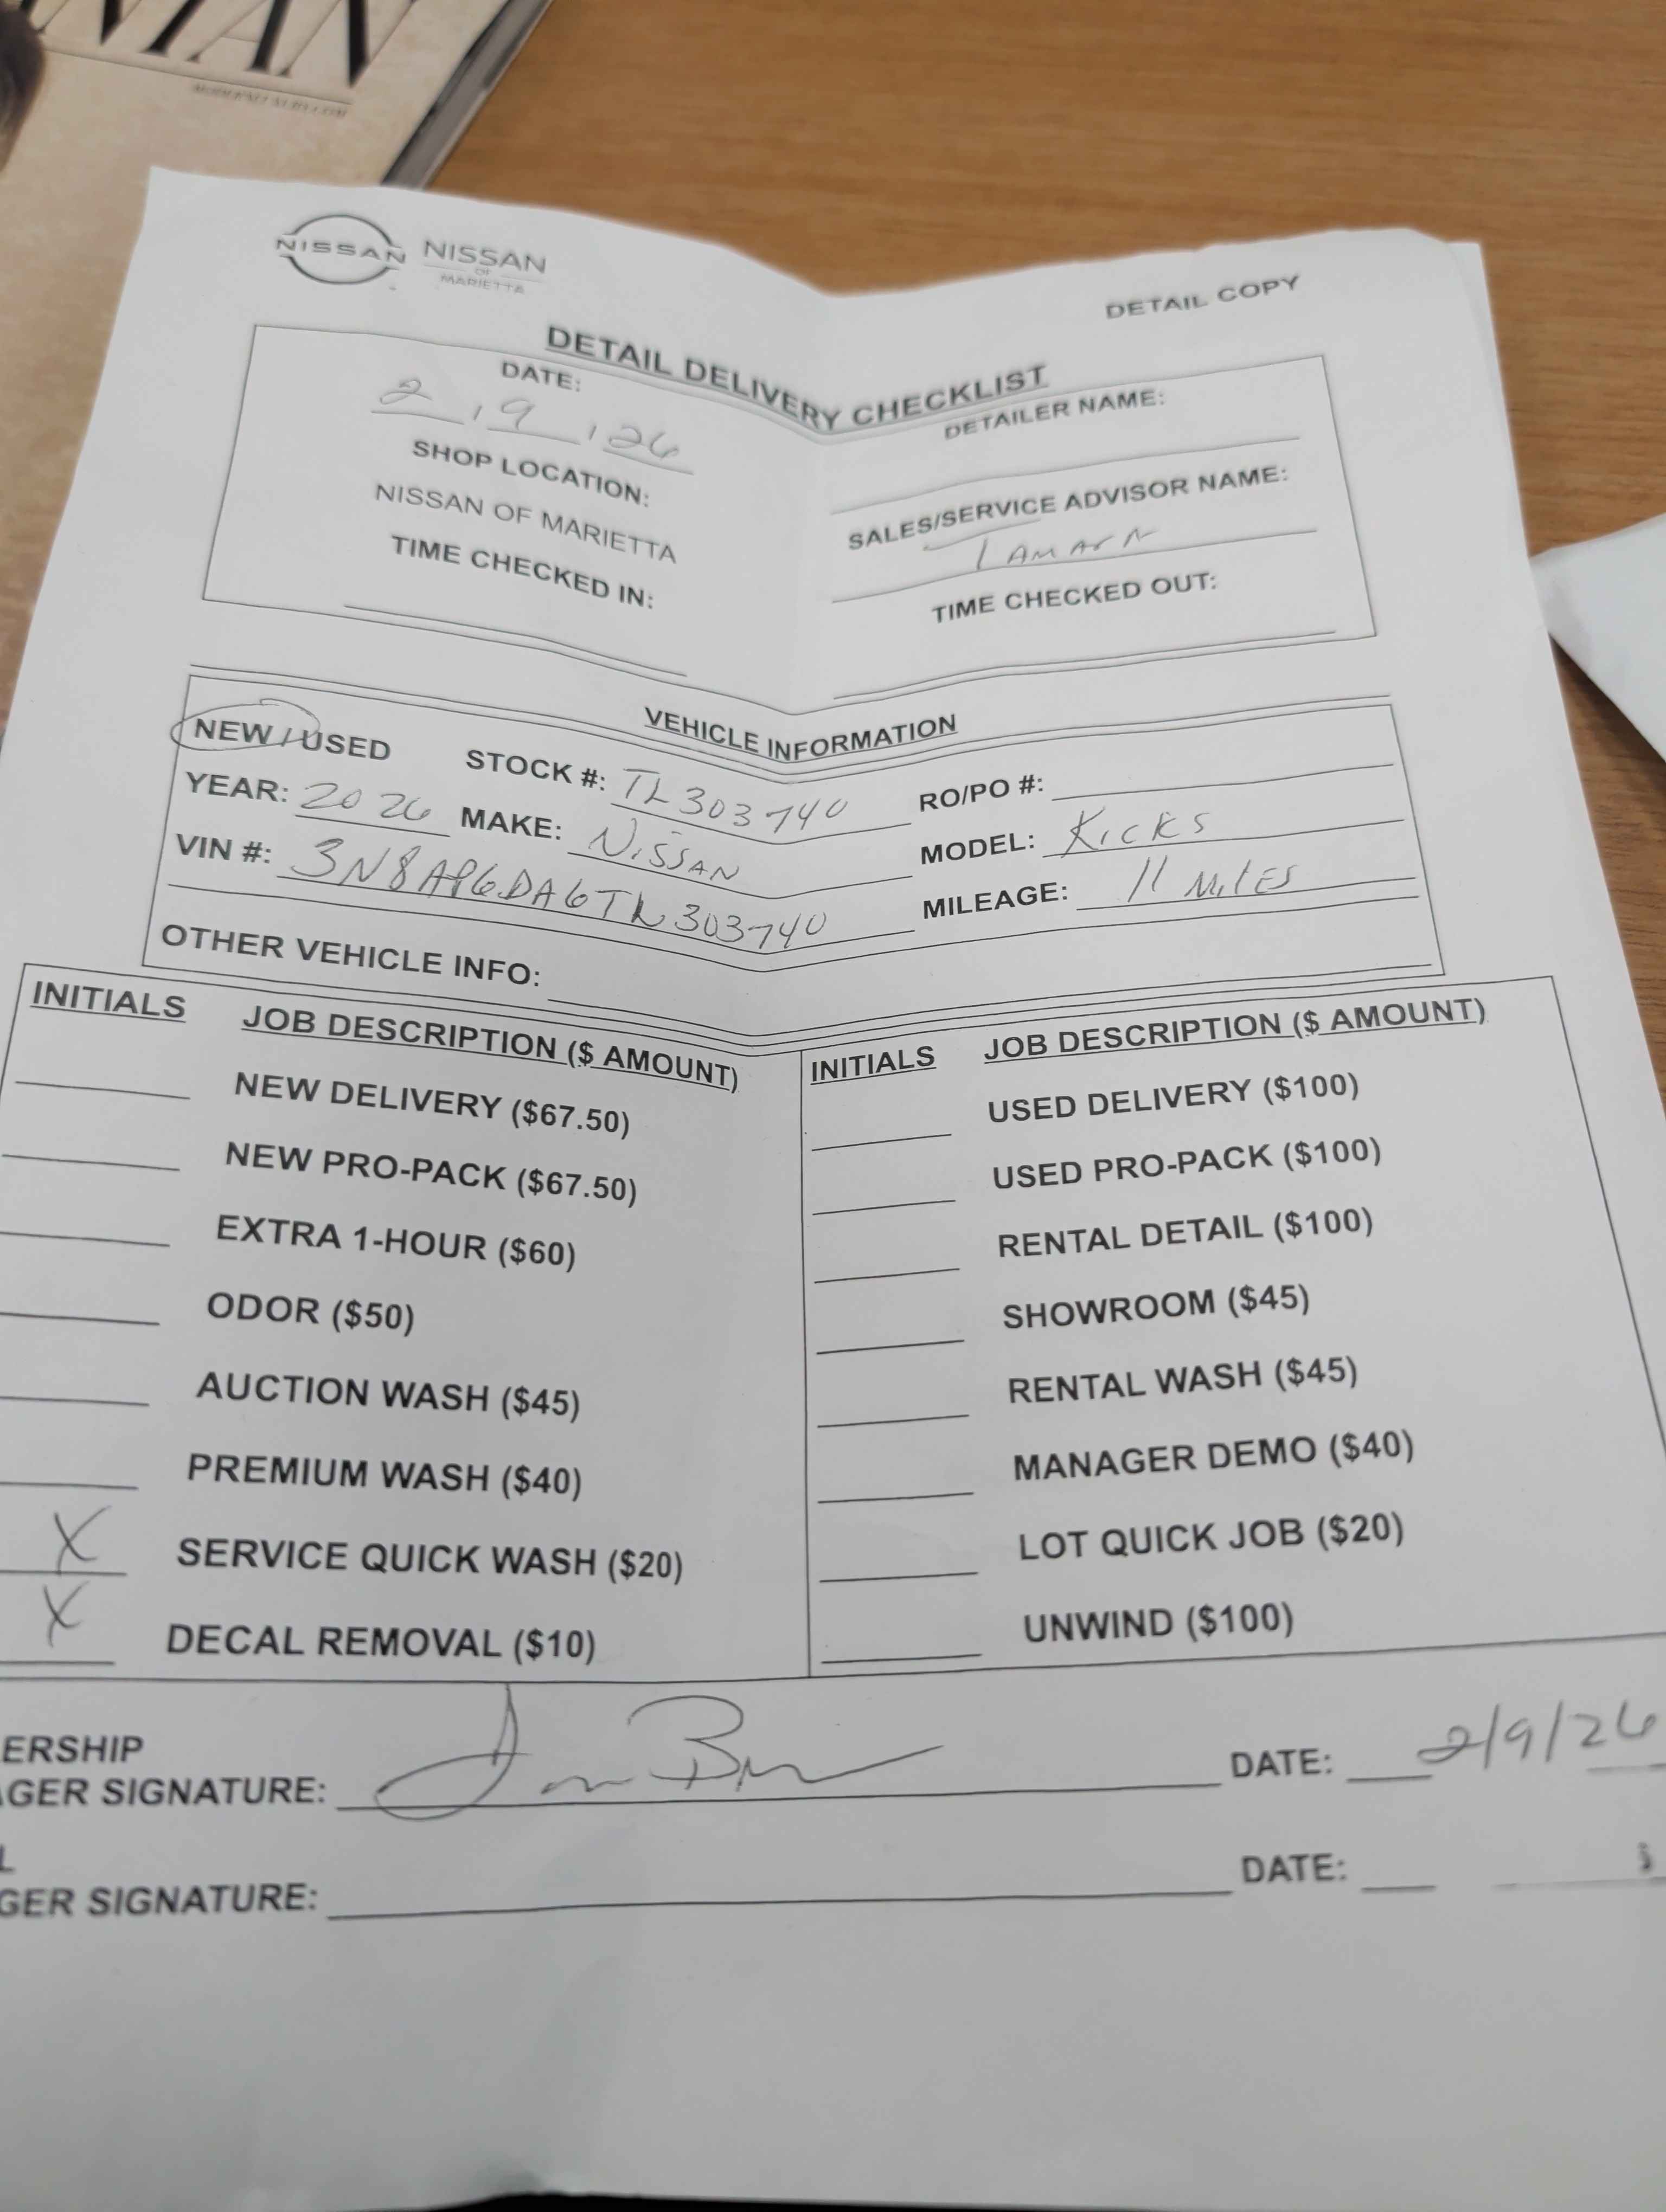 MODERNLUXURY.COM
NISSAN
NISSAN
OF
MARIETTA
DETAIL COPY
DETAIL DELIVERY CHECKLIST
DATE:
2 / 9 / 26
SHOP LOCATION:
NISSAN OF MARIETTA
TIME CHECKED IN:
DETAILER NAME:
SALES/SERVICE ADVISOR NAME:
TIME CHECKED OUT:
VEHICLE INFORMATION
NEW / USED STOCK #: TL303740 RO/PO #:
YEAR: 2026 MAKE: NISSAN MODEL: KICKS
VIN #: 3N8AP6DA6TL303740 MILEAGE: 11 MILES
OTHER VEHICLE INFO:
INITIALS JOB DESCRIPTION ($ AMOUNT)
NEW DELIVERY ($67.50)
NEW PRO-PACK ($67.50)
EXTRA 1-HOUR ($60)
ODOR ($50)
AUCTION WASH ($45)
PREMIUM WASH ($40)
X SERVICE QUICK WASH ($20)
X DECAL REMOVAL ($10)
INITIALS JOB DESCRIPTION ($ AMOUNT)
USED DELIVERY ($100)
USED PRO-PACK ($100)
RENTAL DETAIL ($100)
SHOWROOM ($45)
RENTAL WASH ($45)
MANAGER DEMO ($40)
LOT QUICK JOB ($20)
UNWIND ($100)
ERSHIP
AGER SIGNATURE: DATE: 2/9/26
L
GER SIGNATURE: DATE: